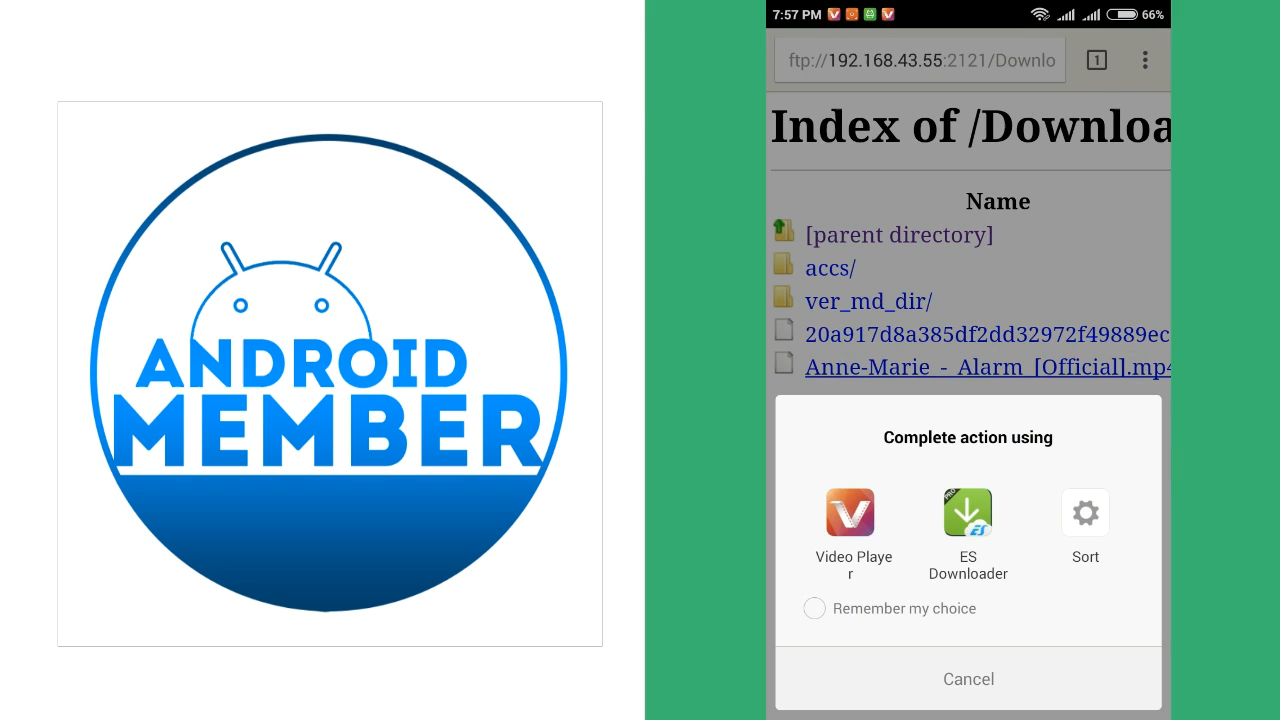 ANDROID
MEMBER
7:57 PM
66%
ftp://192.168.43.55:2121/Downlo
1
Index of /Downloa
Name
[parent directory]
accs/
ver_md_dir/
20a917d8a385df2dd32972f49889ec
Anne-Marie - Alarm [Official].mp4
Complete action using
Video Playe
r
PRO
ES
ES
Downloader
Sort
Remember my choice
Cancel